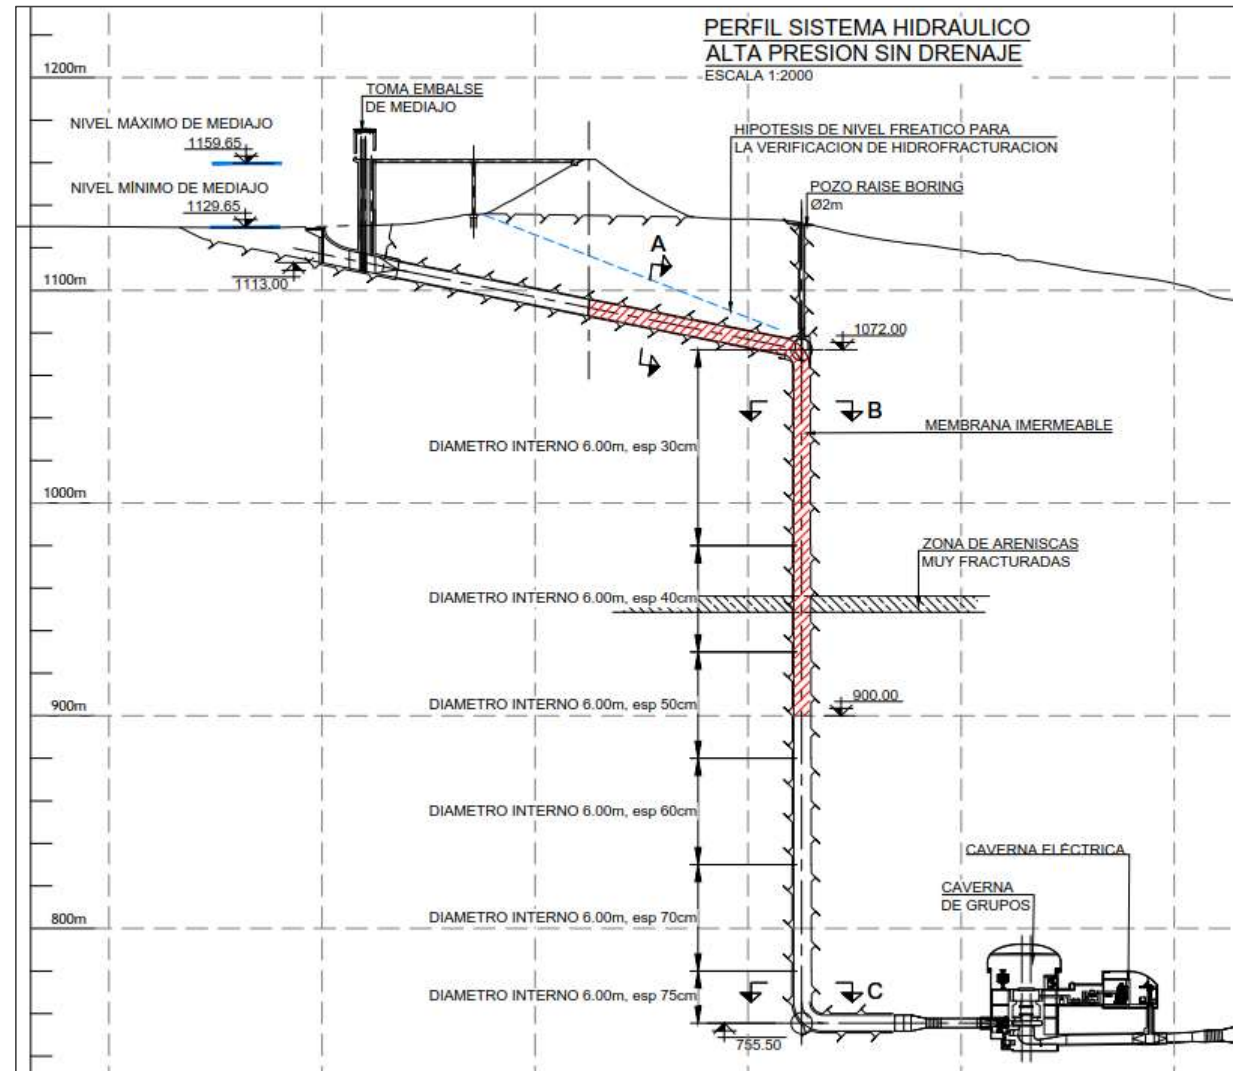 PERFIL SISTEMA HIDRAULICO
ALTA PRESION SIN DRENAJE
ESCALA 1:2000
1200m
TOMA EMBALSE
DE MEDIAJO
NIVEL MÁXIMO DE MEDIAJO
1159.65
HIPOTESIS DE NIVEL FREATICO PARA
LA VERIFICACION DE HIDROFRACTURACION
NIVEL MÍNIMO DE MEDIAJO
1129.65
POZO RAISE BORING
Ø2m
A
1113.00
1100m
1072.00
B
MEMBRANA IMERMEABLE
DIAMETRO INTERNO 6.00m, esp 30cm
1000m
ZONA DE ARENISCAS
MUY FRACTURADAS
DIAMETRO INTERNO 6.00m, esp 40cm
900.00
DIAMETRO INTERNO 6.00m, esp 50cm
900m
DIAMETRO INTERNO 6.00m, esp 60cm
CAVERNA ELÉCTRICA
CAVERNA
DE GRUPOS
DIAMETRO INTERNO 6.00m, esp 70cm
800m
C
DIAMETRO INTERNO 6.00m, esp 75cm
755.50